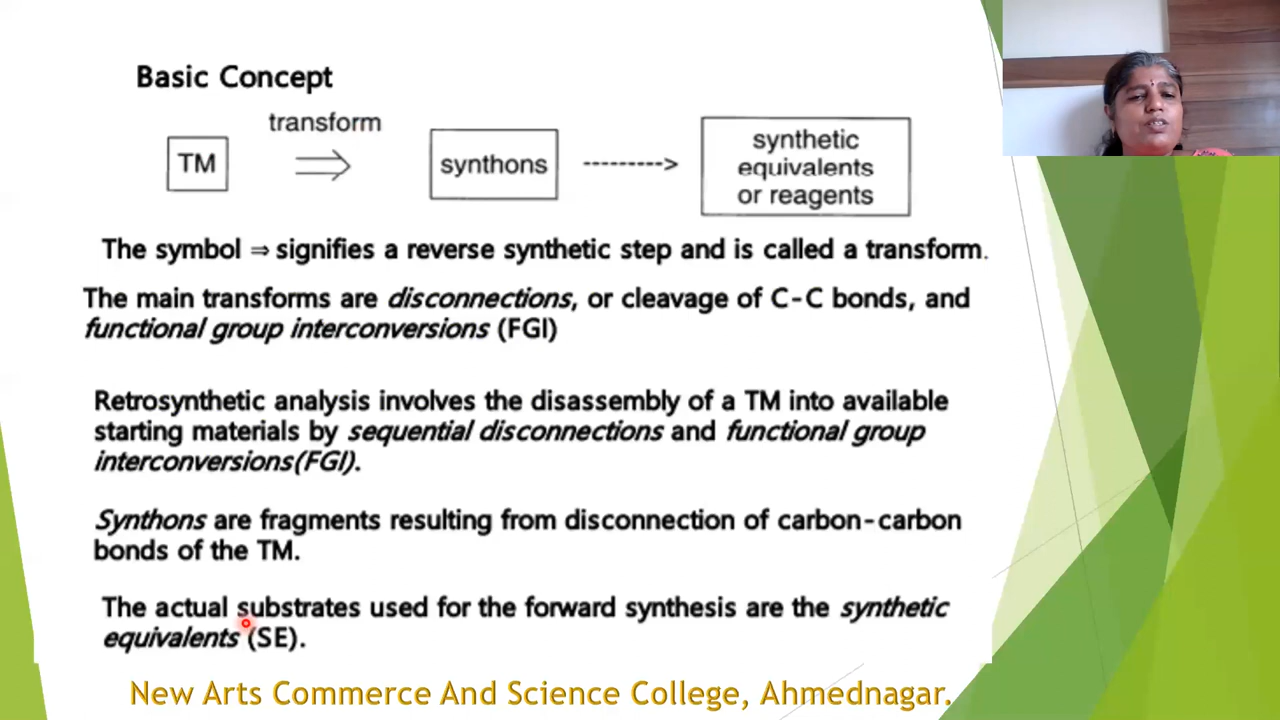 Basic Concept
transform
TM
synthons
synthetic
equivalents
or reagents
The symbol ⇒ signifies a reverse synthetic step and is called a transform.
The main transforms are disconnections, or cleavage of C-C bonds, and
functional group interconversions (FGI)
Retrosynthetic analysis involves the disassembly of a TM into available
starting materials by sequential disconnections and functional group
interconversions(FGI).
Synthons are fragments resulting from disconnection of carbon-carbon
bonds of the TM.
The actual substrates used for the forward synthesis are the synthetic
equivalents (SE).
New Arts Commerce And Science College, Ahmednagar.